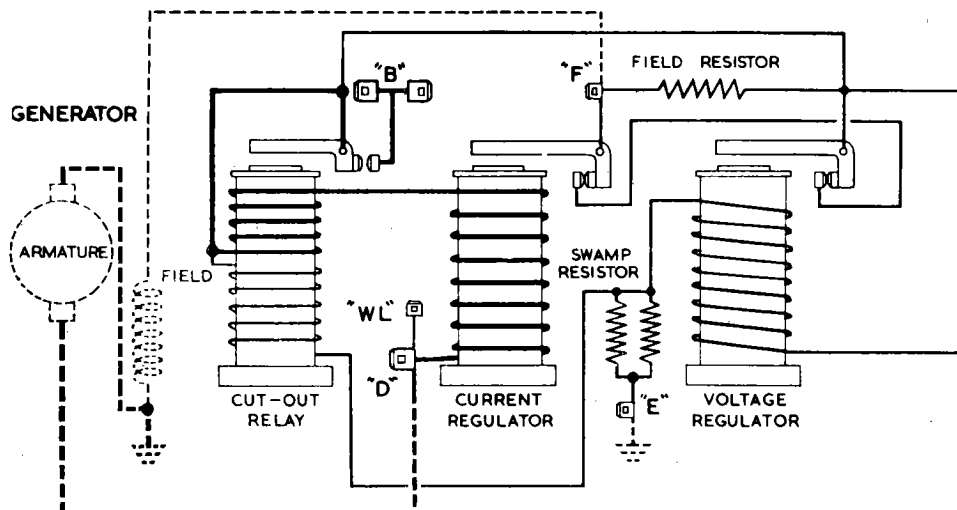 "B"
"F"
FIELD RESISTOR
GENERATOR
ARMATURE
FIELD
SWAMP
RESISTOR
"WL"
"D"
"E"
CUT-OUT
RELAY
CURRENT
REGULATOR
VOLTAGE
REGULATOR